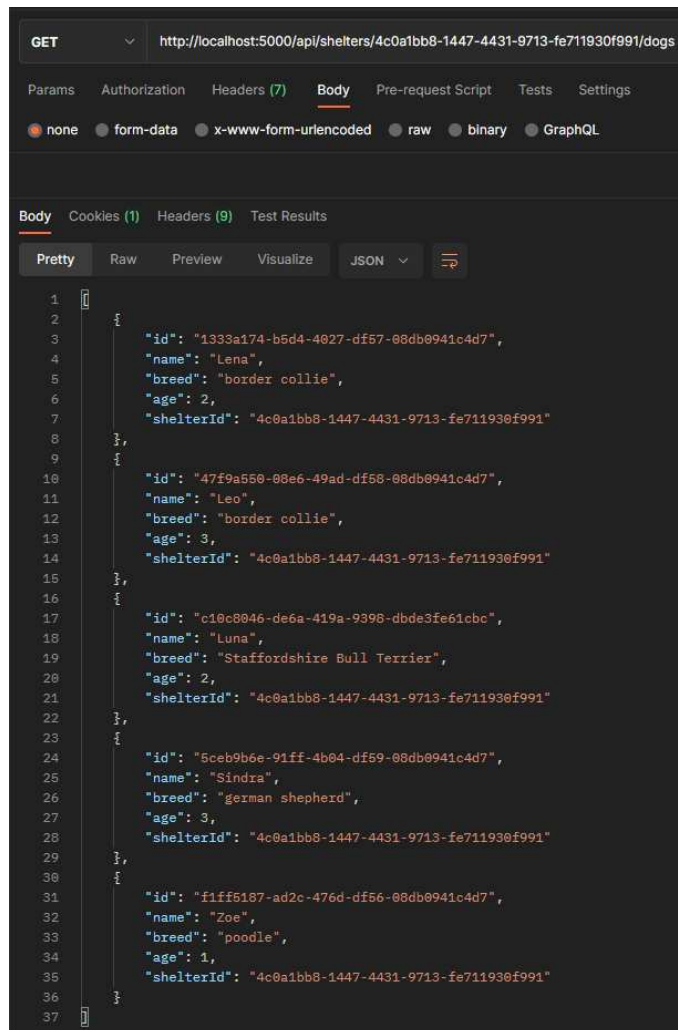 GET http://localhost:5000/api/shelters/4c0a1bb8-1447-4431-9713-fe711930f991/dogs
Params Authorization Headers (7) Body Pre-request Script Tests Settings
none form-data x-www-form-urlencoded raw binary GraphQL
Body Cookies (1) Headers (9) Test Results
Pretty Raw Preview Visualize JSON
1 [
2 {
3 "id": "1333a174-b5d4-4027-df57-08db0941c4d7",
4 "name": "Lena",
5 "breed": "border collie",
6 "age": 2,
7 "shelterId": "4c0a1bb8-1447-4431-9713-fe711930f991"
8 },
9 {
10 "id": "47f9a550-08e6-49ad-df58-08db0941c4d7",
11 "name": "Leo",
12 "breed": "border collie",
13 "age": 3,
14 "shelterId": "4c0a1bb8-1447-4431-9713-fe711930f991"
15 },
16 {
17 "id": "c10c8046-de6a-419a-9398-dbde3fe61cbc",
18 "name": "Luna",
19 "breed": "Staffordshire Bull Terrier",
20 "age": 2,
21 "shelterId": "4c0a1bb8-1447-4431-9713-fe711930f991"
22 },
23 {
24 "id": "5ceb9b6e-91ff-4b04-df59-08db0941c4d7",
25 "name": "Sindra",
26 "breed": "german shepherd",
27 "age": 3,
28 "shelterId": "4c0a1bb8-1447-4431-9713-fe711930f991"
29 },
30 {
31 "id": "f1ff5187-ad2c-476d-df56-08db0941c4d7",
32 "name": "Zoe",
33 "breed": "poodle",
34 "age": 1,
35 "shelterId": "4c0a1bb8-1447-4431-9713-fe711930f991"
36 }
37 ]